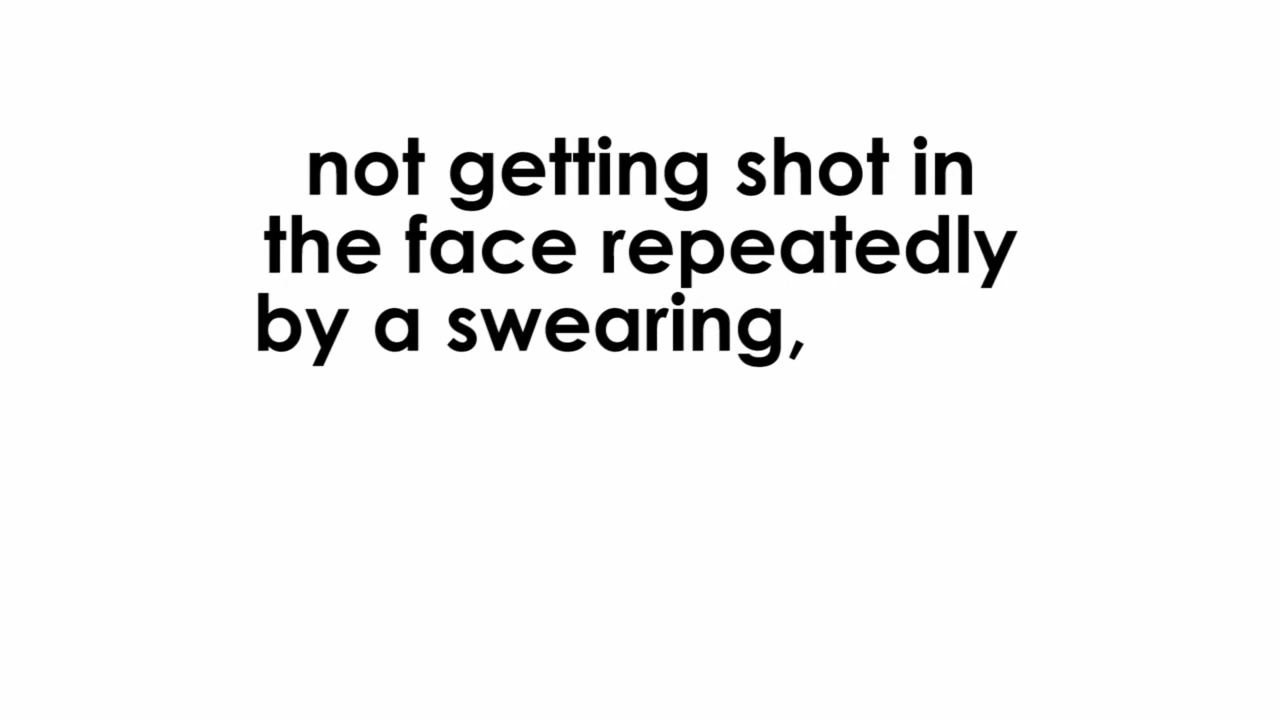 not getting shot in
the face repeatedly
by a swearing,